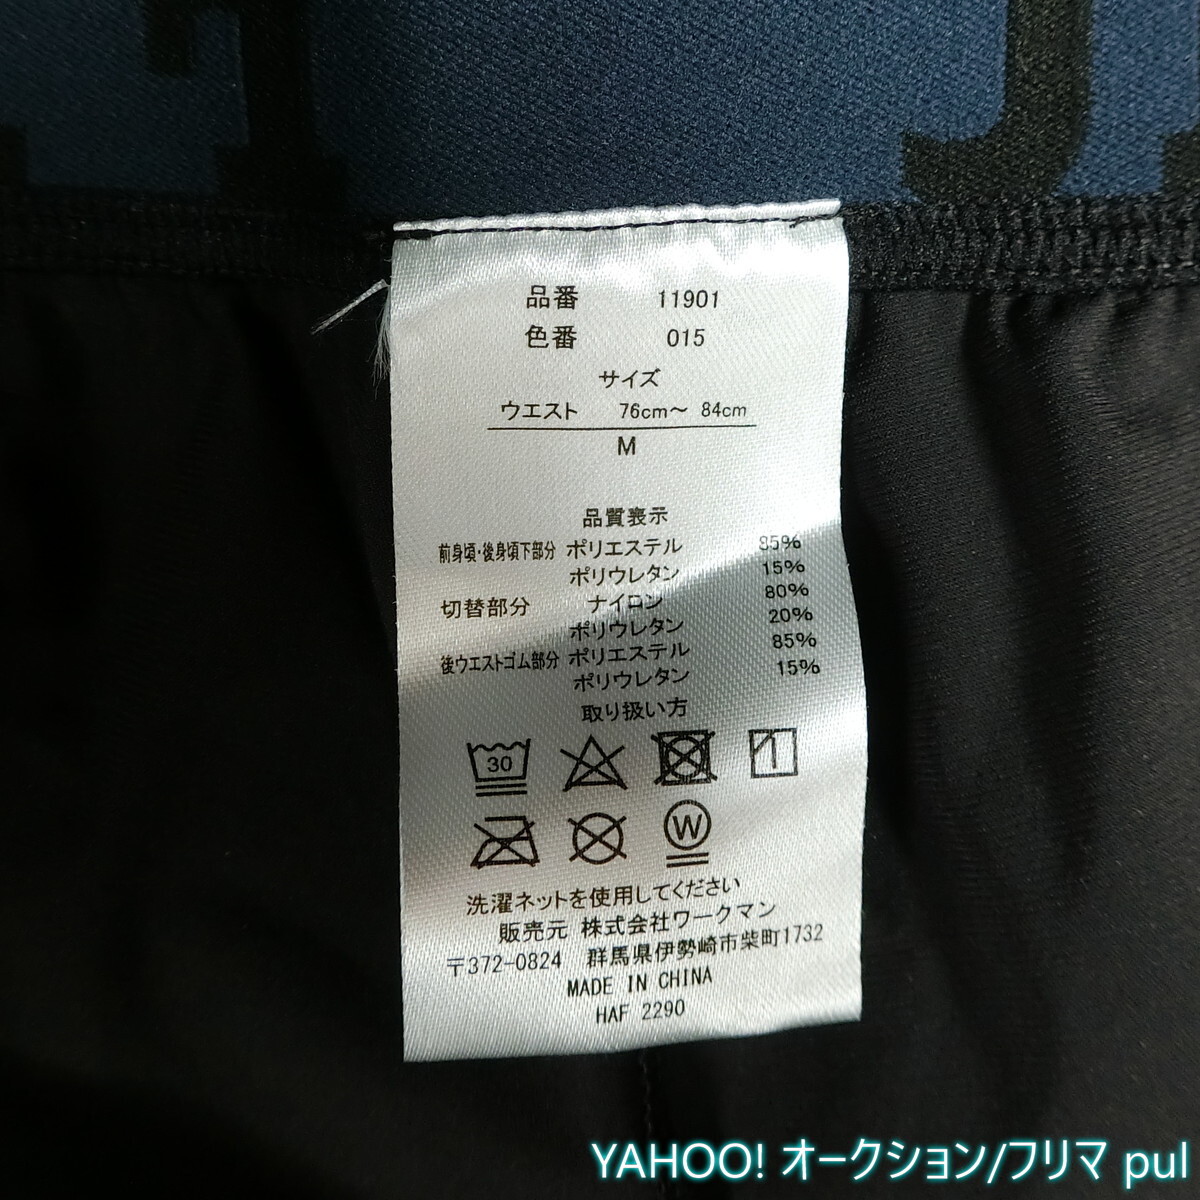 品番 11901
色番 015
サイズ
ウエスト 76cm～ 84cm
M
品質表示
前身頃・後身頃下部分 ポリエステル 85%
ポリウレタン 15%
切替部分 ナイロン 80%
ポリウレタン 20%
後ウエストゴム部分 ポリエステル 85%
ポリウレタン 15%
取り扱い方
30
W
洗濯ネットを使用してください
販売元 株式会社ワークマン
〒372-0824 群馬県伊勢崎市柴町1732
MADE IN CHINA
HAF 2290
YAHOO! オークション/フリマ pul